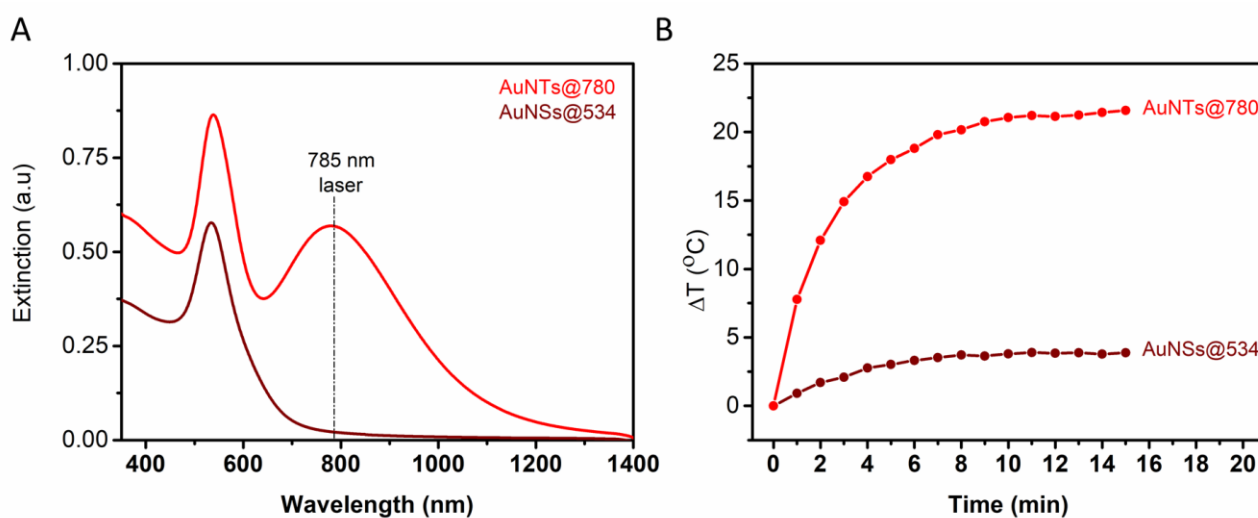 A
1.00
0.75
0.50
0.25
0.00
Extinction (a.u)
AuNTs@780
AuNSs@534
785 nm
laser
400 600 800 1000 1200 1400
Wavelength (nm)
B
25
20
15
10
5
0
ΔT (°C)
AuNTs@780
AuNSs@534
0 2 4 6 8 10 12 14 16 18 20
Time (min)